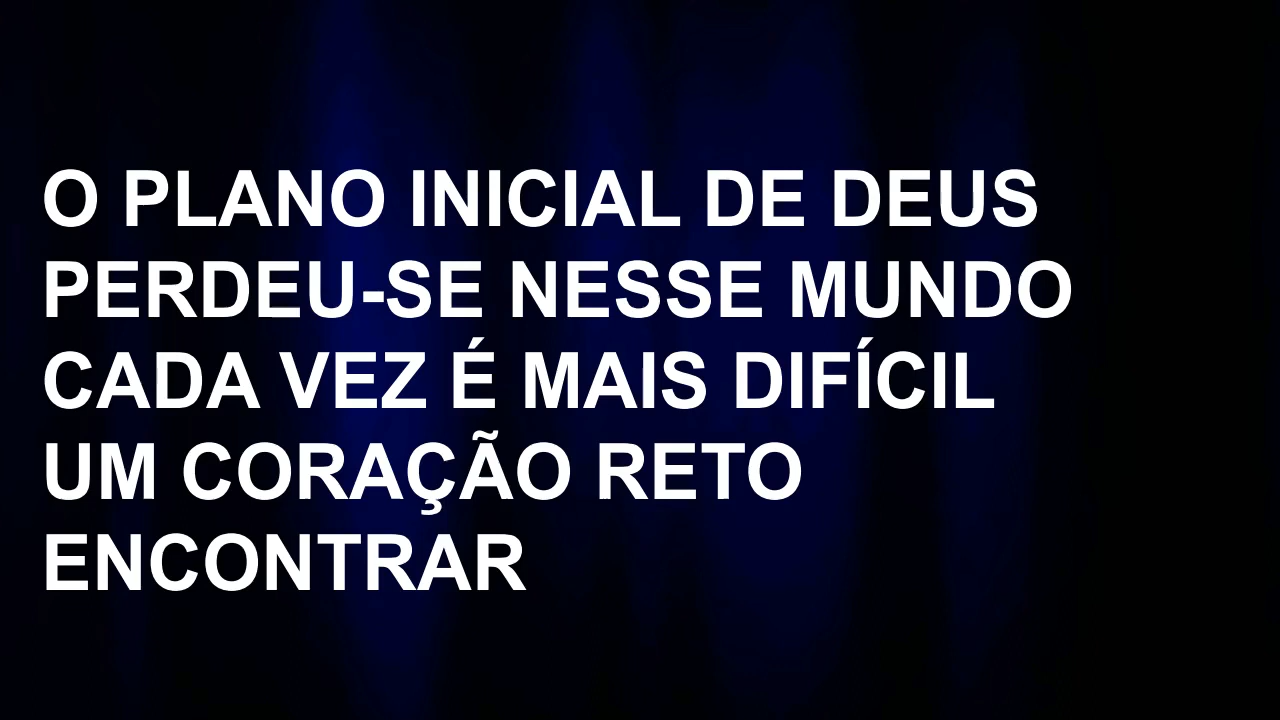 O PLANO INICIAL DE DEUS
PERDEU-SE NESSE MUNDO
CADA VEZ É MAIS DIFÍCIL
UM CORAÇÃO RETO
ENCONTRAR